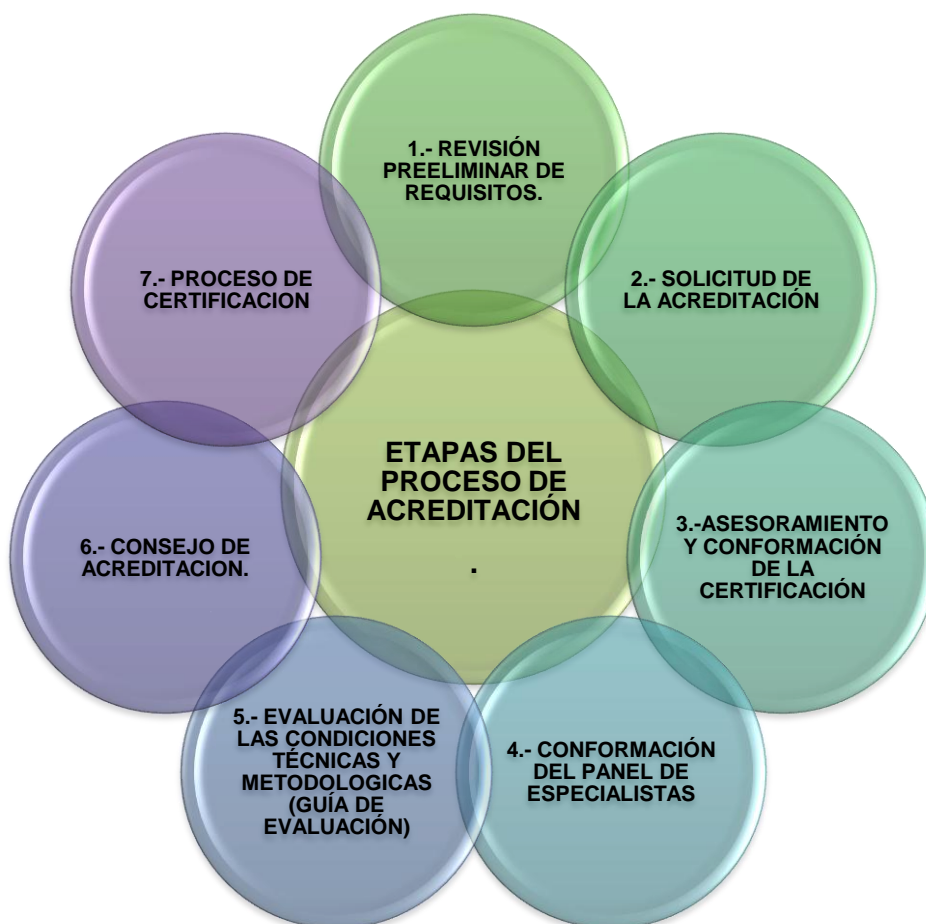 1.- REVISIÓN
PREELIMINAR DE
REQUISITOS.
2.- SOLICITUD DE
LA ACREDITACIÓN
3.-ASESORAMIENTO
Y CONFORMACIÓN
DE LA
CERTIFICACIÓN
4.- CONFORMACIÓN
DEL PANEL DE
ESPECIALISTAS
5.- EVALUACIÓN DE
LAS CONDICIONES
TÉCNICAS Y
METODOLOGICAS
(GUÍA DE
EVALUACIÓN)
6.- CONSEJO DE
ACREDITACION.
7.- PROCESO DE
CERTIFICACION
ETAPAS DEL
PROCESO DE
ACREDITACIÓN
.